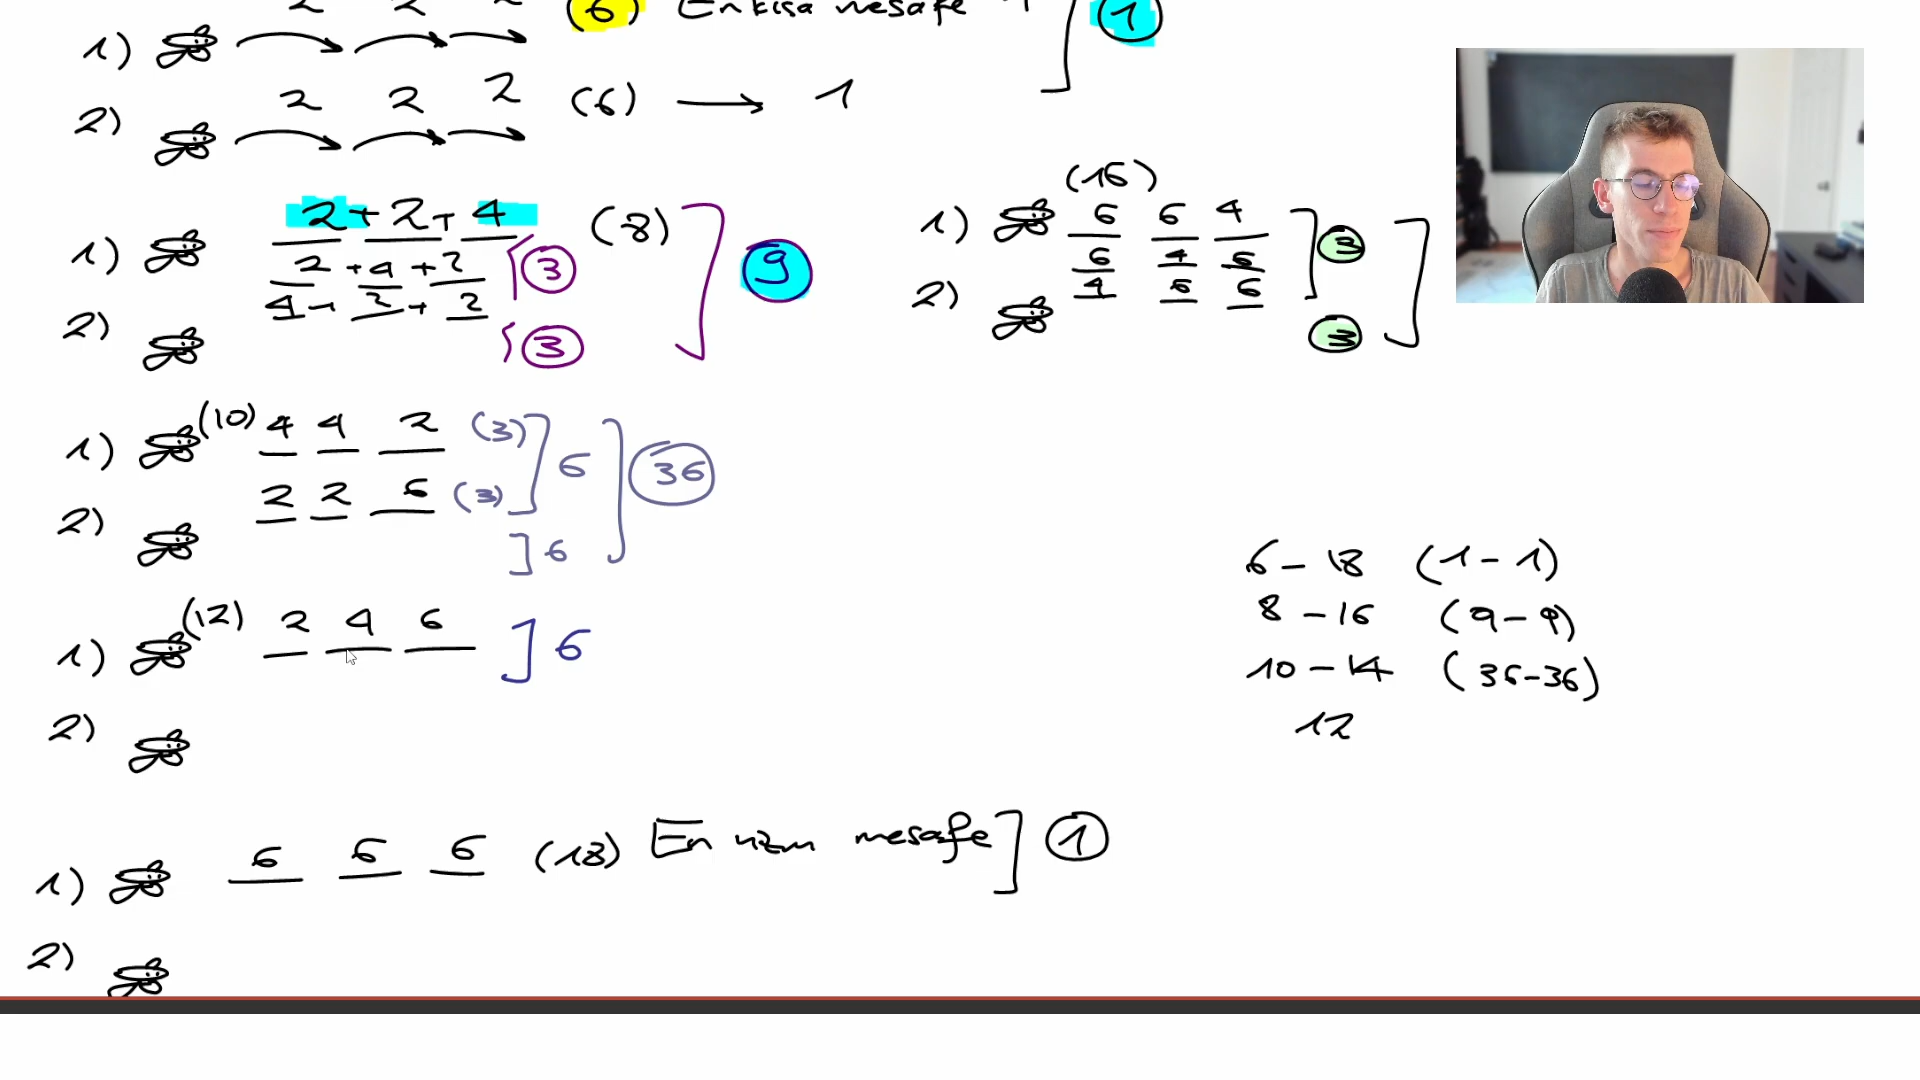 2 2 2 (6) En kısa mesafe
1) 1
2) 2 2 2 (6) → 1
1) 2 + 2 + 4 (8)
2 + 4 + 2 (3) 9
4 + 2 + 2
2) (3)
(16)
1) 6 6 4
6 4 6 3
4 6 6
2) 3
1) (10) 4 4 2 (3) 6
2 2 6 (3) 36
2) 6
1) (12) 2 4 6 6
2)
6 - 18 (1 - 1)
8 - 16 (9 - 9)
10 - 14 (36 - 36)
12
1) 6 6 6 (18) En uzun mesafe 1
2)